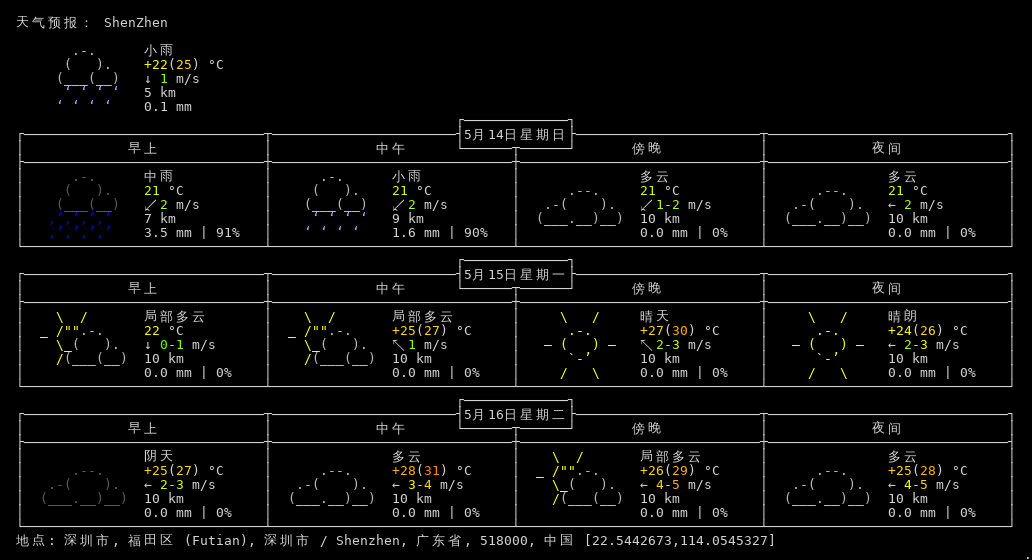 天气预报： ShenZhen
小雨
+22(25) °C
↓ 1 m/s
5 km
0.1 mm
5月14日星期日
早上 中午 傍晚 夜间
中雨 小雨 多云 多云
21 °C 21 °C 21 °C 21 °C
↙ 2 m/s ↙ 2 m/s ↙ 1-2 m/s ← 2 m/s
7 km 9 km 10 km 10 km
3.5 mm | 91% 1.6 mm | 90% 0.0 mm | 0% 0.0 mm | 0%
5月15日星期一
早上 中午 傍晚 夜间
局部多云 局部多云 晴天 晴朗
22 °C +25(27) °C +27(30) °C +24(26) °C
↓ 0-1 m/s ↖ 1 m/s ↖ 2-3 m/s ← 2-3 m/s
10 km 10 km 10 km 10 km
0.0 mm | 0% 0.0 mm | 0% 0.0 mm | 0% 0.0 mm | 0%
5月16日星期二
早上 中午 傍晚 夜间
阴天 多云 局部多云 多云
+25(27) °C +28(31) °C +26(29) °C +25(28) °C
← 2-3 m/s ← 3-4 m/s ← 4-5 m/s ← 4-5 m/s
10 km 10 km 10 km 10 km
0.0 mm | 0% 0.0 mm | 0% 0.0 mm | 0% 0.0 mm | 0%
地点: 深圳市, 福田区 (Futian), 深圳市 / Shenzhen, 广东省, 518000, 中国 [22.5442673,114.0545327]